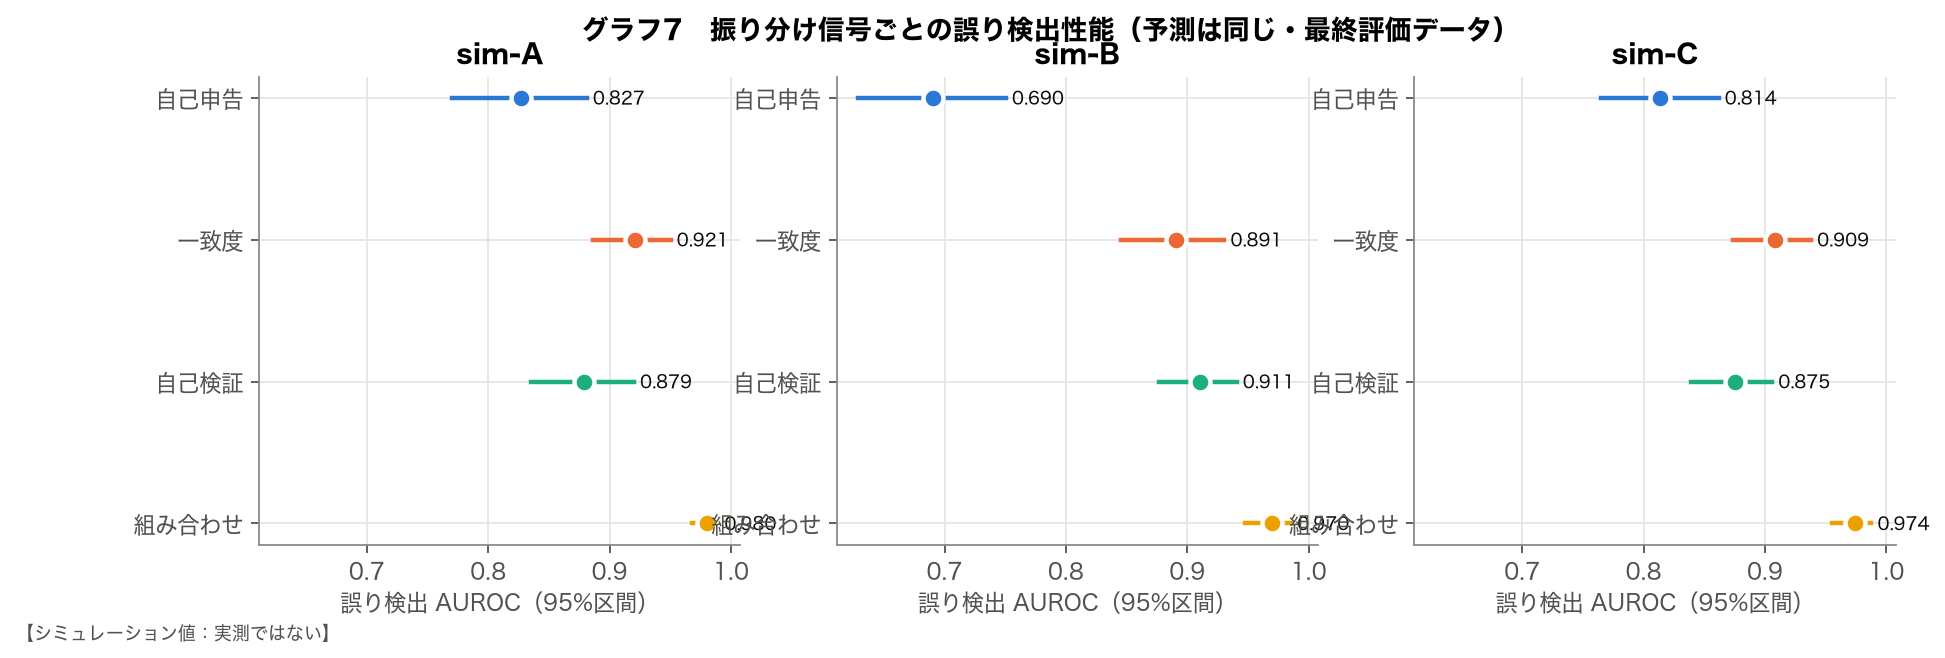 グラフ7　振り分け信号ごとの誤り検出性能（予測は同じ・最終評価データ）
sim-A
自己申告
0.827
一致度
0.921
自己検証
0.879
組み合わせ
0.980
0.7 0.8 0.9 1.0
誤り検出 AUROC（95%区間）
sim-B
自己申告
0.690
一致度
0.891
自己検証
0.911
組み合わせ
0.970
0.7 0.8 0.9 1.0
誤り検出 AUROC（95%区間）
sim-C
自己申告
0.814
一致度
0.909
自己検証
0.875
組み合わせ
0.974
0.7 0.8 0.9 1.0
誤り検出 AUROC（95%区間）
【シミュレーション値：実測ではない】